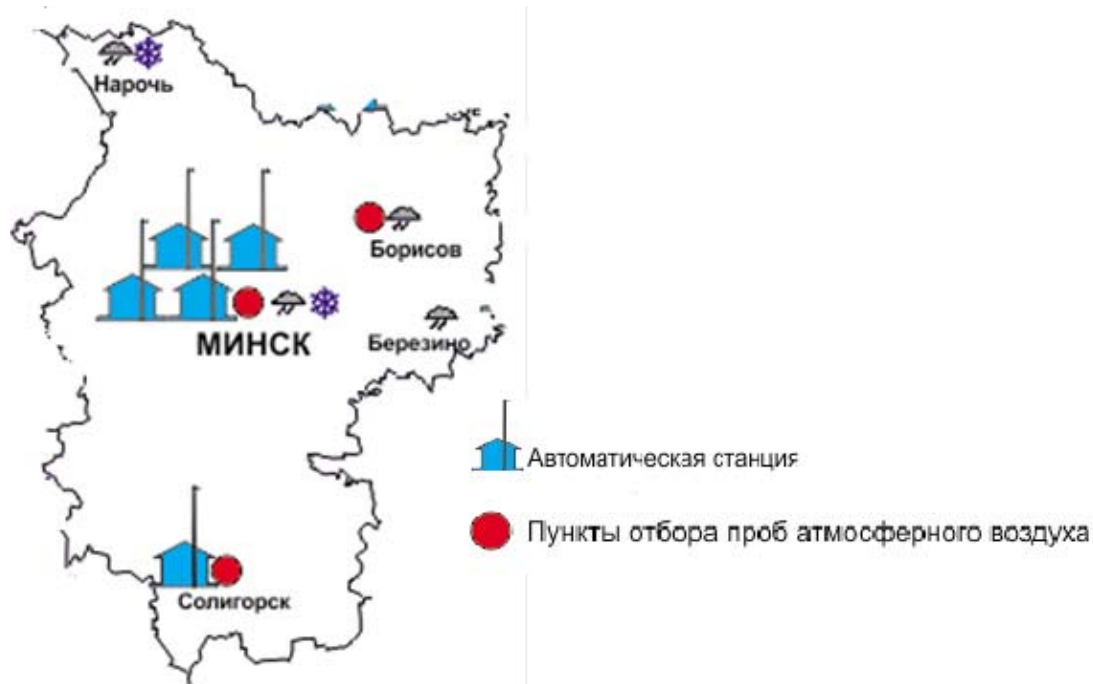 Нарочь
Борисов
МИНСК
Березино
Автоматическая станция
Пункты отбора проб атмосферного воздуха
Солигорск